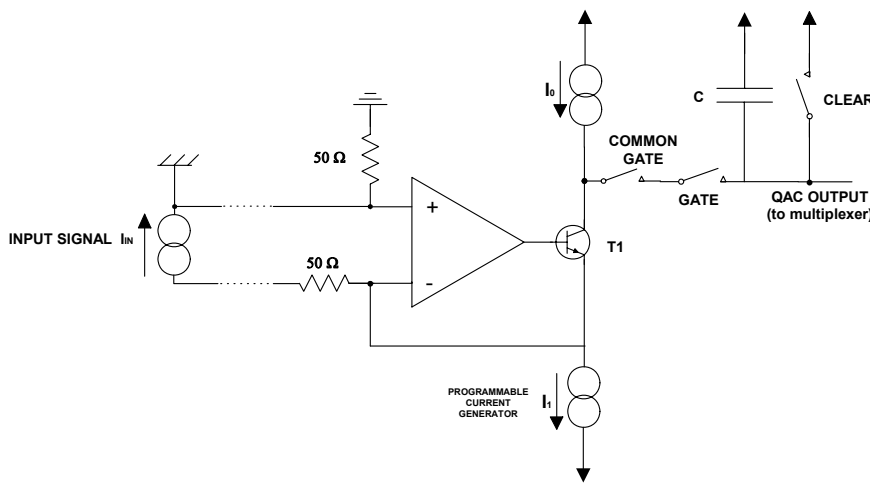 I0
C
CLEAR
COMMON
GATE
50 Ω
GATE
QAC OUTPUT
(to multiplexer)
+
INPUT SIGNAL IIN
T1
50 Ω
-
PROGRAMMABLE
CURRENT
GENERATOR
I1